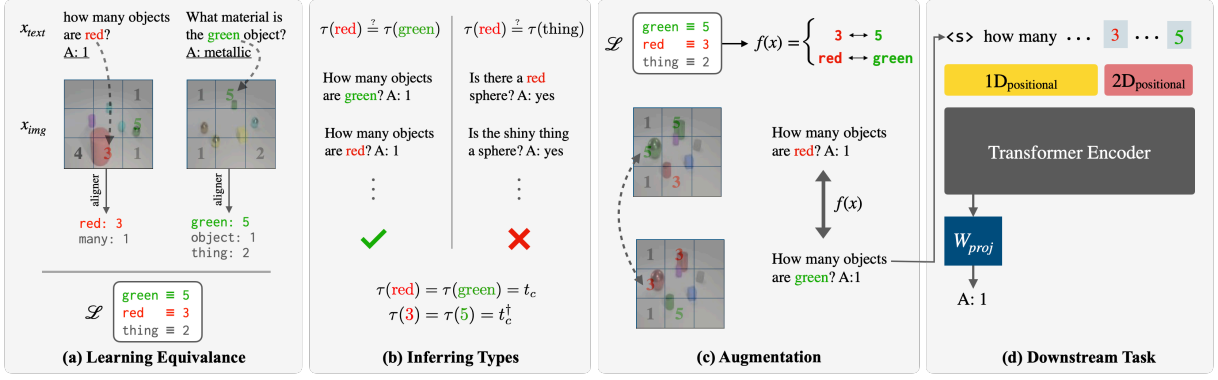 x_text
how many objects
are red?
A: 1
What material is
the green object?
A: metallic
x_img
1
4 3 1
1
5
1
5
1 2
aligner
aligner
red: 3
many: 1
green: 5
object: 1
thing: 2
ℒ
green ≡ 5
red ≡ 3
thing ≡ 2
(a) Learning Equivalance
τ(red) ≟ τ(green)
τ(red) ≟ τ(thing)
How many objects
are green? A: 1
How many objects
are red? A: 1
⋮
✓
Is there a red
sphere? A: yes
Is the shiny thing
a sphere? A: yes
⋮
✗
τ(red) = τ(green) = t_c
τ(3) = τ(5) = t_c^†
(b) Inferring Types
ℒ
green ≡ 5
red ≡ 3
thing ≡ 2
f(x) = {
3 ↔ 5
red ↔ green
1 5
5
1 3
How many objects
are red? A: 1
f(x)
1 3
3
1 5
How many objects
are green? A:1
(c) Augmentation
<s> how many ... 3 ... 5
1D_positional
2D_positional
Transformer Encoder
W_proj
A: 1
(d) Downstream Task